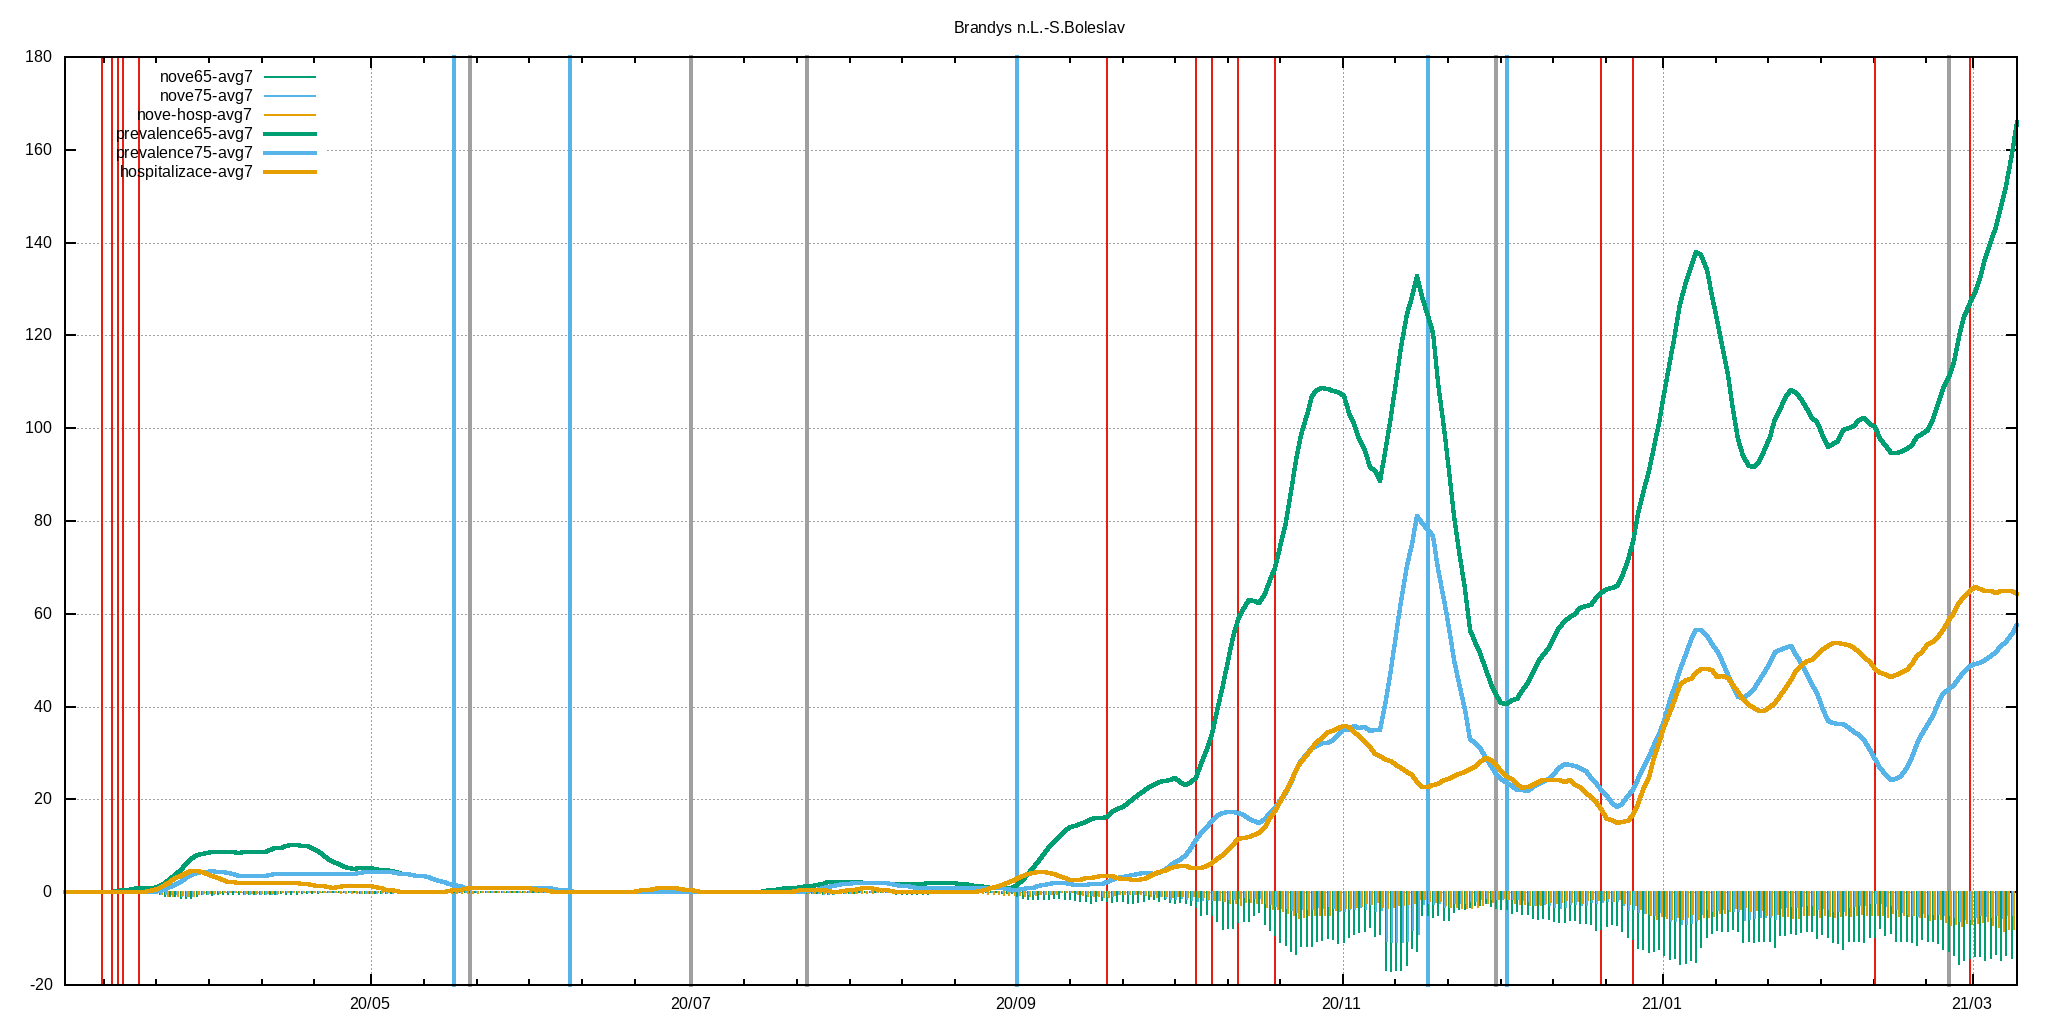 Brandys n.L.-S.Boleslav
nove65-avg7
nove75-avg7
nove-hosp-avg7
prevalence65-avg7
prevalence75-avg7
hospitalizace-avg7
180
160
140
120
100
80
60
40
20
0
-20
20/05 20/07 20/09 20/11 21/01 21/03